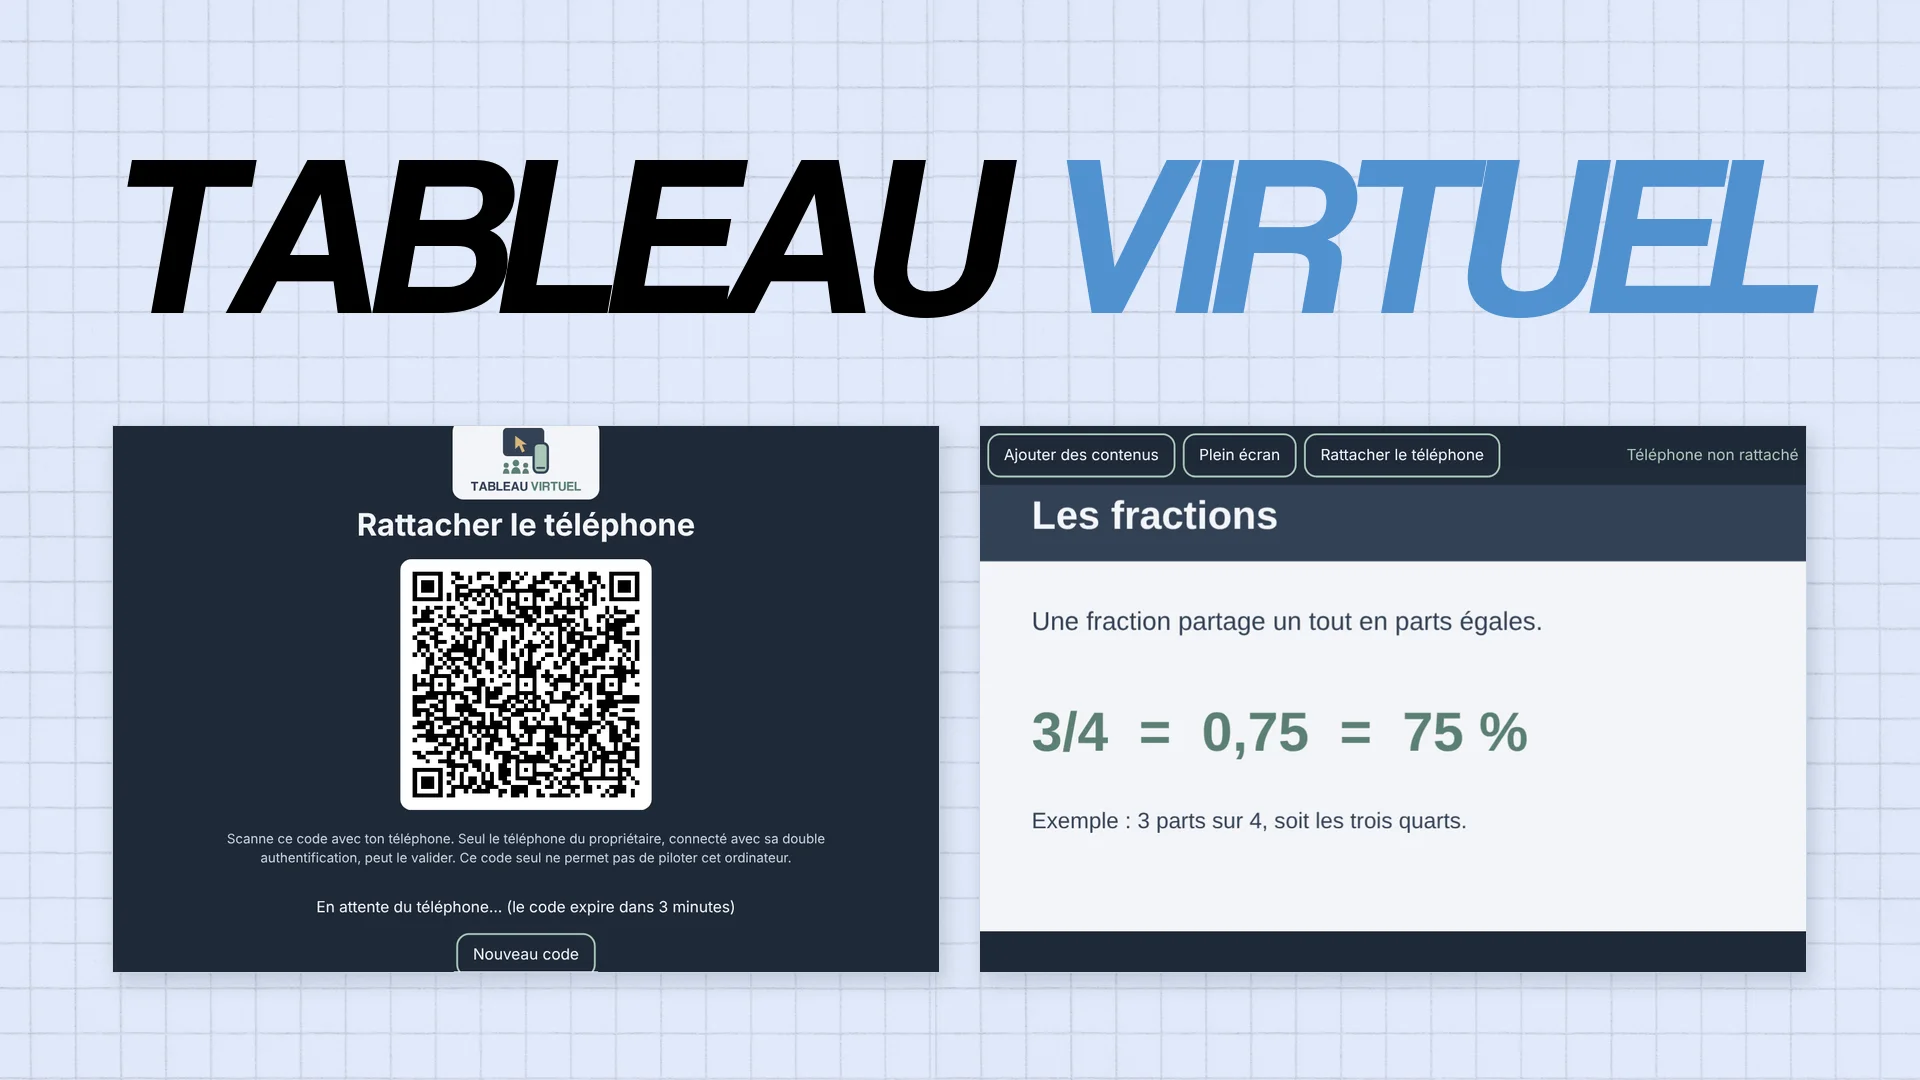 TABLEAU VIRTUEL
TABLEAU VIRTUEL
Rattacher le téléphone
Scanne ce code avec ton téléphone. Seul le téléphone du propriétaire, connecté avec sa double
authentification, peut le valider. Ce code seul ne permet pas de piloter cet ordinateur.
En attente du téléphone... (le code expire dans 3 minutes)
Nouveau code
Ajouter des contenus
Plein écran
Rattacher le téléphone
Téléphone non rattaché
Les fractions
Une fraction partage un tout en parts égales.
3/4 = 0,75 = 75 %
Exemple : 3 parts sur 4, soit les trois quarts.